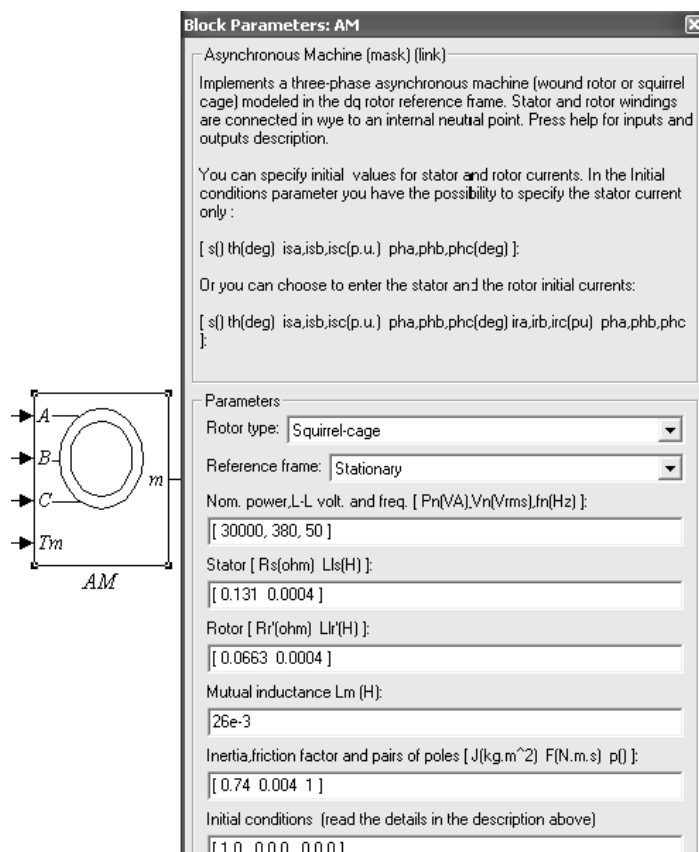 Block Parameters: AM
Asynchronous Machine (mask) (link)
Implements a three-phase asynchronous machine (wound rotor or squirrel
cage) modeled in the dq rotor reference frame. Stator and rotor windings
are connected in wye to an internal neutral point. Press help for inputs and
outputs description.
You can specify initial values for stator and rotor currents. In the Initial
conditions parameter you have the possibility to specify the stator current
only :
[ s() th(deg) isa,isb,isc(p.u.) pha,phb,phc(deg) ]:
Or you can choose to enter the stator and the rotor initial currents:
[ s() th(deg) isa,isb,isc(p.u.) pha,phb,phc(deg) ira,irb,irc(pu) pha,phb,phc
]:
A
B
C
Tm
m
AM
Parameters
Rotor type: Squirrel-cage
Reference frame: Stationary
Nom. power,L-L volt. and freq. [ Pn(VA),Vn(Vrms),fn(Hz) ]:
[ 30000, 380, 50 ]
Stator [ Rs(ohm) Lls(H) ]:
[ 0.131 0.0004 ]
Rotor [ Rr'(ohm) Llr'(H) ]:
[ 0.0663 0.0004 ]
Mutual inductance Lm (H):
26e-3
Inertia,friction factor and pairs of poles [ J(kg.m^2) F(N.m.s) p() ]:
[ 0.74 0.004 1 ]
Initial conditions (read the details in the description above)
[ 1 0 0 0 0 0 0 0 ]